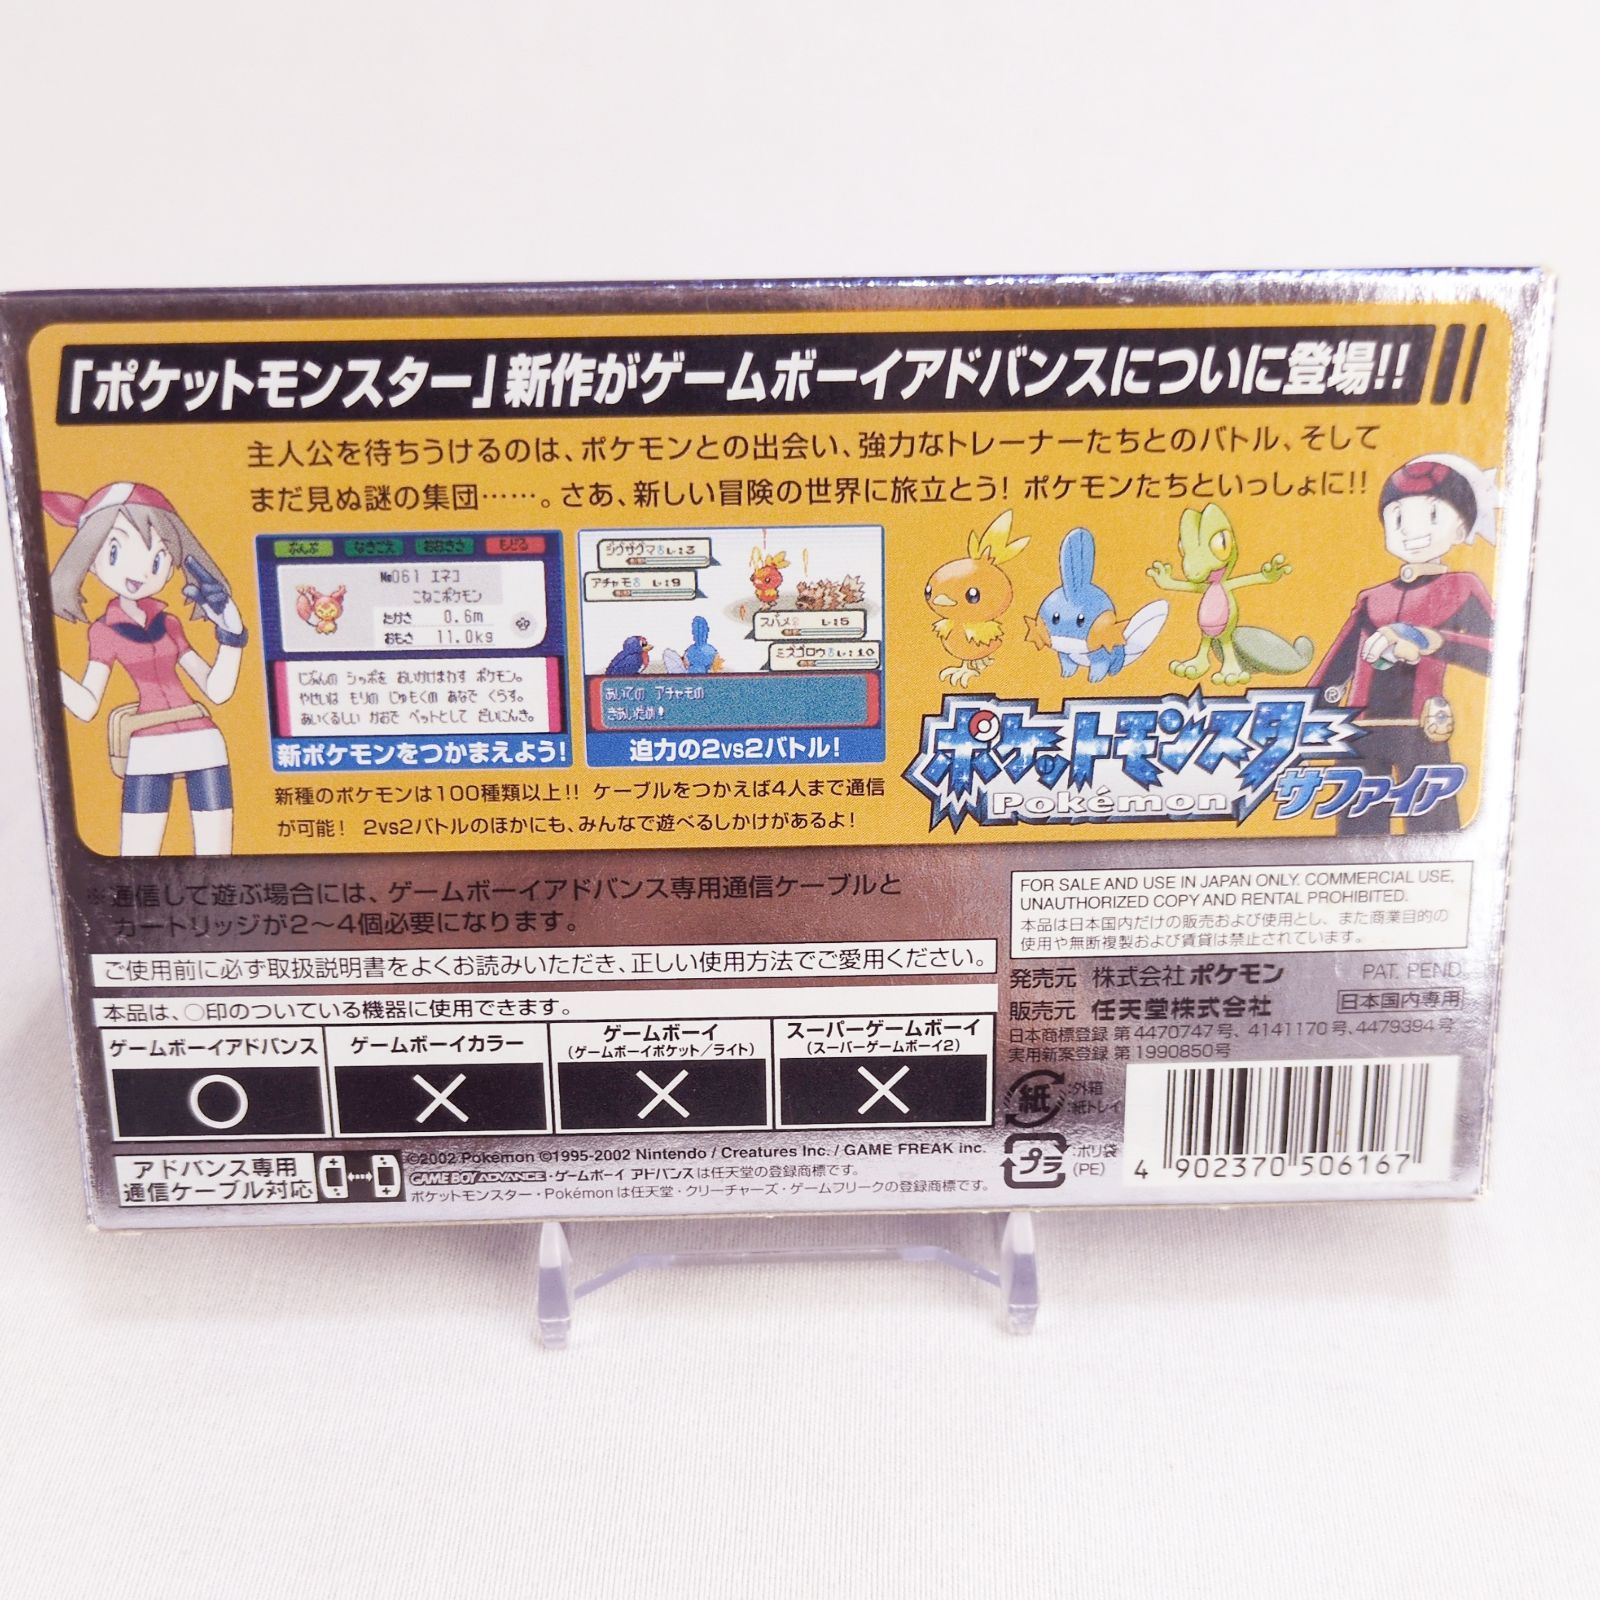 「ポケットモンスター」新作がゲームボーイアドバンスについに登場!!
主人公を待ちうけるのは、ポケモンとの出会い、強力なトレーナーたちとのバトル、そして
まだ見ぬ謎の集団……。さあ、新しい冒険の世界に旅立とう! ポケモンたちといっしょに!!
ぶんぷ なきごえ おおきさ もどる
No061 エネコ
こねこポケモン
たかさ 0.6m
おもさ 11.0kg
じぶんの シッポを おいかけまわす ポケモン。
やせいは もりの じゅもくの あなで くらす。
あいくるしい かおで ペットとして だいにんき。
新ポケモンをつかまえよう!
ジグザグマ♂ Lv:3
アチャモ♂ Lv:9
スバメ♀ Lv:5
ミズゴロウ♂ Lv:10
あいての アチャモの
きあいだめ!
迫力の2vs2バトル!
新種のポケモンは100種類以上!! ケーブルをつかえば4人まで通信
が可能! 2vs2バトルのほかにも、みんなで遊べるしかけがあるよ!
ポケットモンスター®
Pokémon サファイア
※通信して遊ぶ場合には、ゲームボーイアドバンス専用通信ケーブルと
カートリッジが2〜4個必要になります。
ご使用前に必ず取扱説明書をよくお読みいただき、正しい使用方法でご愛用ください。
本品は、○印のついている機器に使用できます。
ゲームボーイアドバンス
○
ゲームボーイカラー
×
ゲームボーイ
(ゲームボーイポケット/ライト)
×
スーパーゲームボーイ
(スーパーゲームボーイ2)
×
アドバンス専用
通信ケーブル対応
©2002 Pokémon ©1995-2002 Nintendo / Creatures Inc. / GAME FREAK inc.
GAME BOY ADVANCE・ゲームボーイ アドバンスは任天堂の登録商標です。
ポケットモンスター・Pokémonは任天堂・クリーチャーズ・ゲームフリークの登録商標です。
FOR SALE AND USE IN JAPAN ONLY. COMMERCIAL USE,
UNAUTHORIZED COPY AND RENTAL PROHIBITED.
本品は日本国内だけの販売および使用とし、また商業目的の
使用や無断複製および賃貸は禁止されています。
発売元 株式会社ポケモン PAT. PEND.
販売元 任天堂株式会社 日本国内専用
日本商標登録 第4470747号、4141170号、4479394号
実用新案登録 第1990850号
紙 :外箱
:紙トレイ
プラ :ポリ袋
(PE)
4 902370 506167